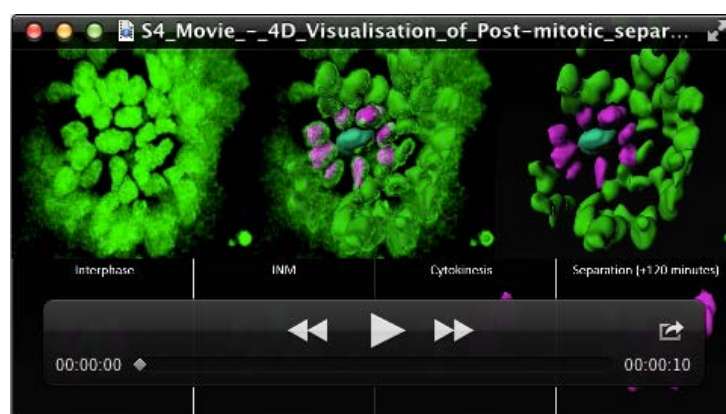 S4_Movie_-_4D_Visualisation_of_Post-mitotic_separ...
Interphase INM Cytokinesis Separation (+120 minutes)
00:00:00 00:00:10